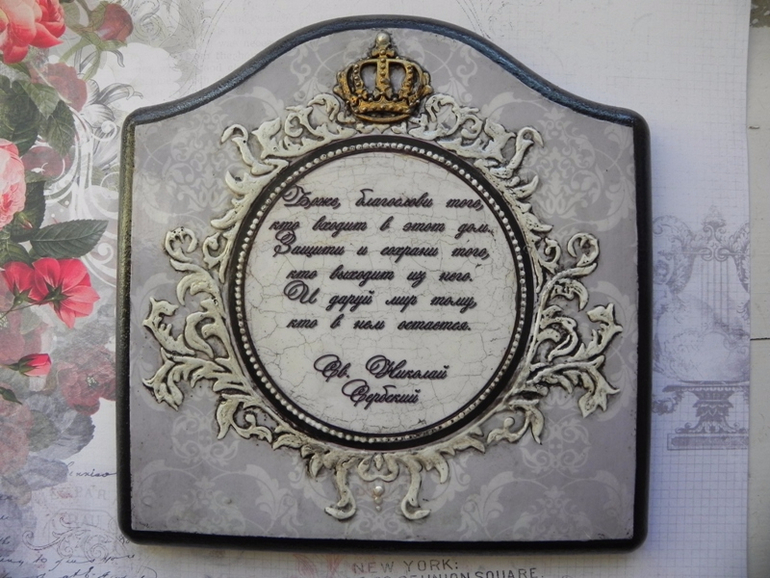 Боже, благослови того,
кто входит в этот дом.
Защити и сохрани того,
кто выходит из него.
И даруй мир тому,
кто в нем остается.
Св. Николай
Сербский
NEW YORK:
UNION SQUARE.